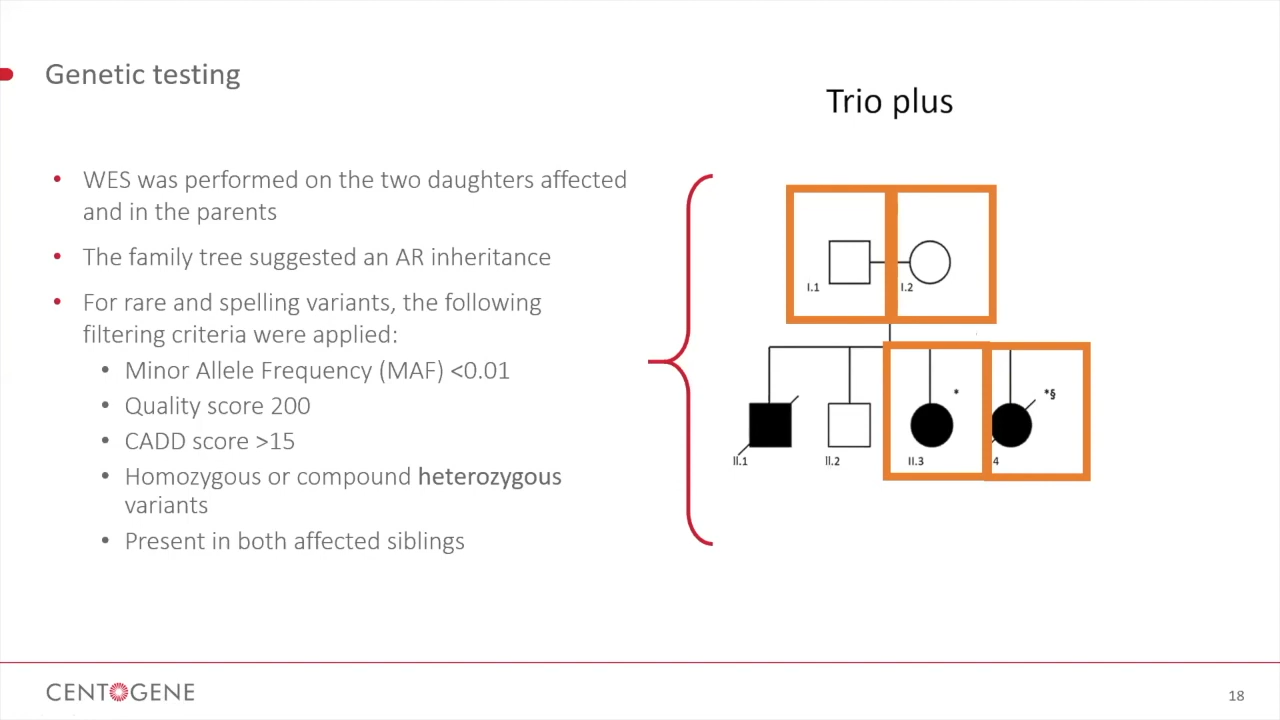 Genetic testing
Trio plus
• WES was performed on the two daughters affected
and in the parents
• The family tree suggested an AR inheritance
• For rare and spelling variants, the following
filtering criteria were applied:
• Minor Allele Frequency (MAF) <0.01
• Quality score 200
• CADD score >15
• Homozygous or compound heterozygous
variants
• Present in both affected siblings
I.1
I.2
* *§
II.1
II.2
II.3
4
CENTOGENE
18